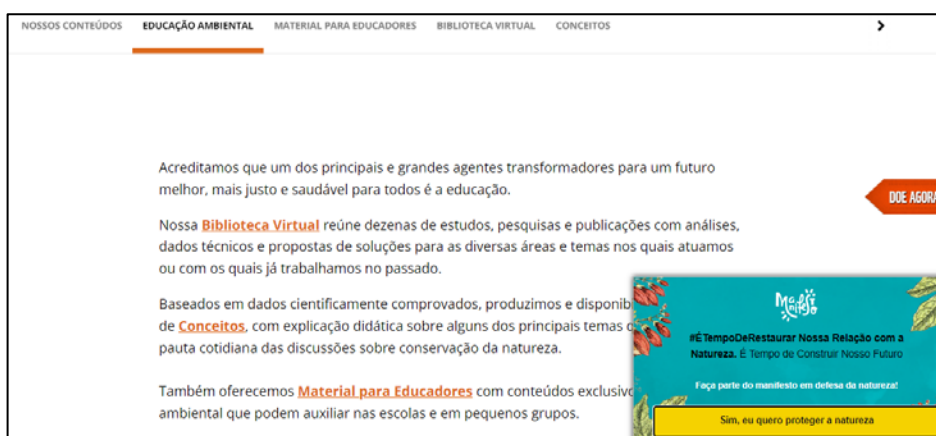 NOSSOS CONTEÚDOS EDUCAÇÃO AMBIENTAL MATERIAL PARA EDUCADORES BIBLIOTECA VIRTUAL CONCEITOS
Acreditamos que um dos principais e grandes agentes transformadores para um futuro
melhor, mais justo e saudável para todos é a educação.
DOE AGORA
Nossa Biblioteca Virtual reúne dezenas de estudos, pesquisas e publicações com análises,
dados técnicos e propostas de soluções para as diversas áreas e temas nos quais atuamos
ou com os quais já trabalhamos no passado.
Baseados em dados cientificamente comprovados, produzimos e disponib
de Conceitos, com explicação didática sobre alguns dos principais temas
pauta cotidiana das discussões sobre conservação da natureza.
Também oferecemos Material para Educadores com conteúdos exclusivo
ambiental que podem auxiliar nas escolas e em pequenos grupos.
Manifesto
#ÉTempoDeRestaurar Nossa Relação com a
Natureza. É Tempo de Construir Nosso Futuro
Faça parte do manifesto em defesa da natureza!
Sim, eu quero proteger a natureza